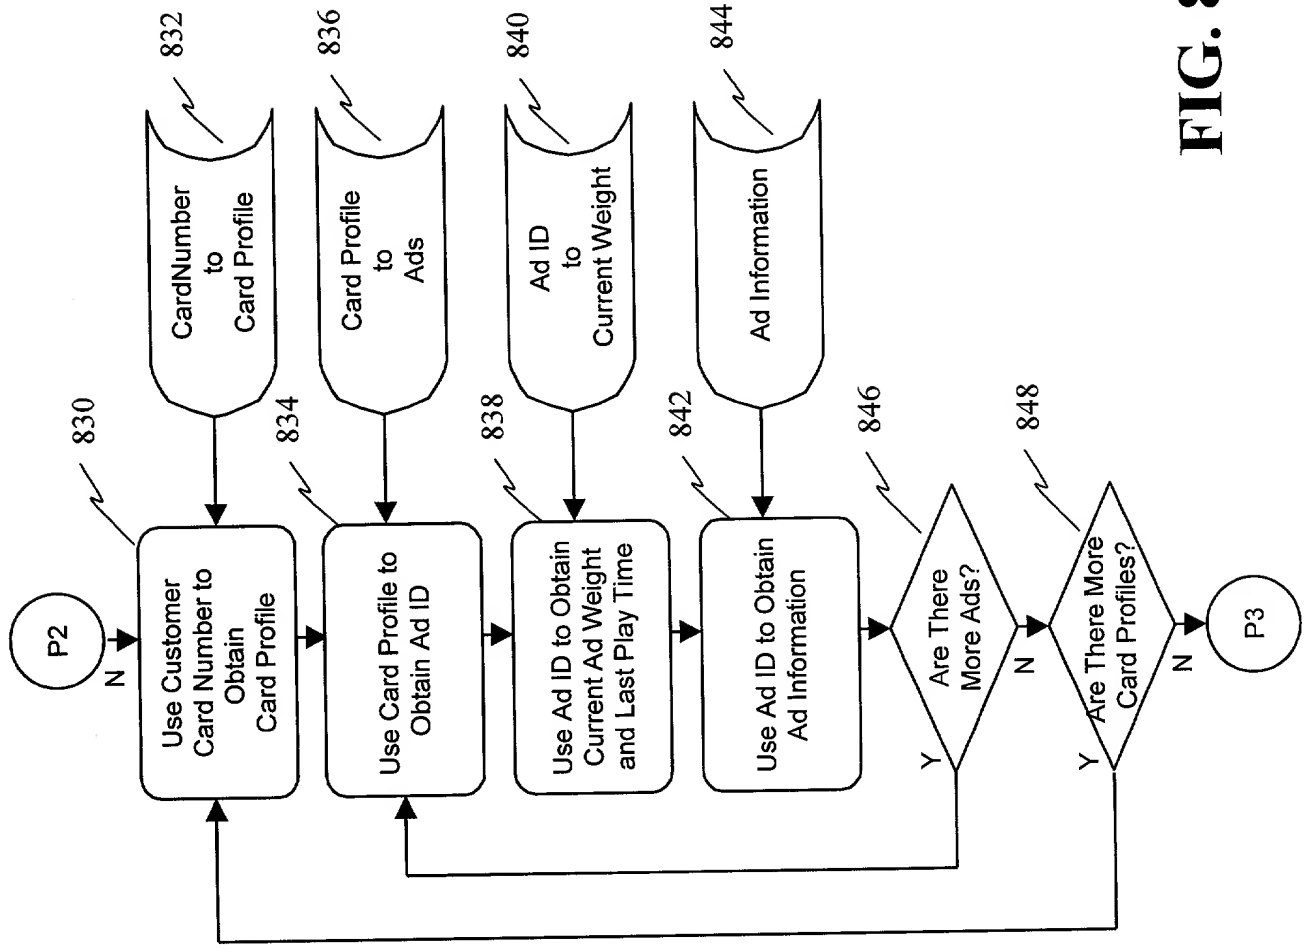 P2
N
830
Use Customer
Card Number to
Obtain
Card Profile
832
CardNumber
to
Card Profile
834
Use Card Profile to
Obtain Ad ID
836
Card Profile
to
Ads
838
Use Ad ID to Obtain
Current Ad Weight
and Last Play Time
840
Ad ID
to
Current Weight
842
Use Ad ID to Obtain
Ad Information
844
Ad Information
846
Are There
More Ads?
Y
N
848
Are There More
Card Profiles?
Y
N
P3
FIG. 8